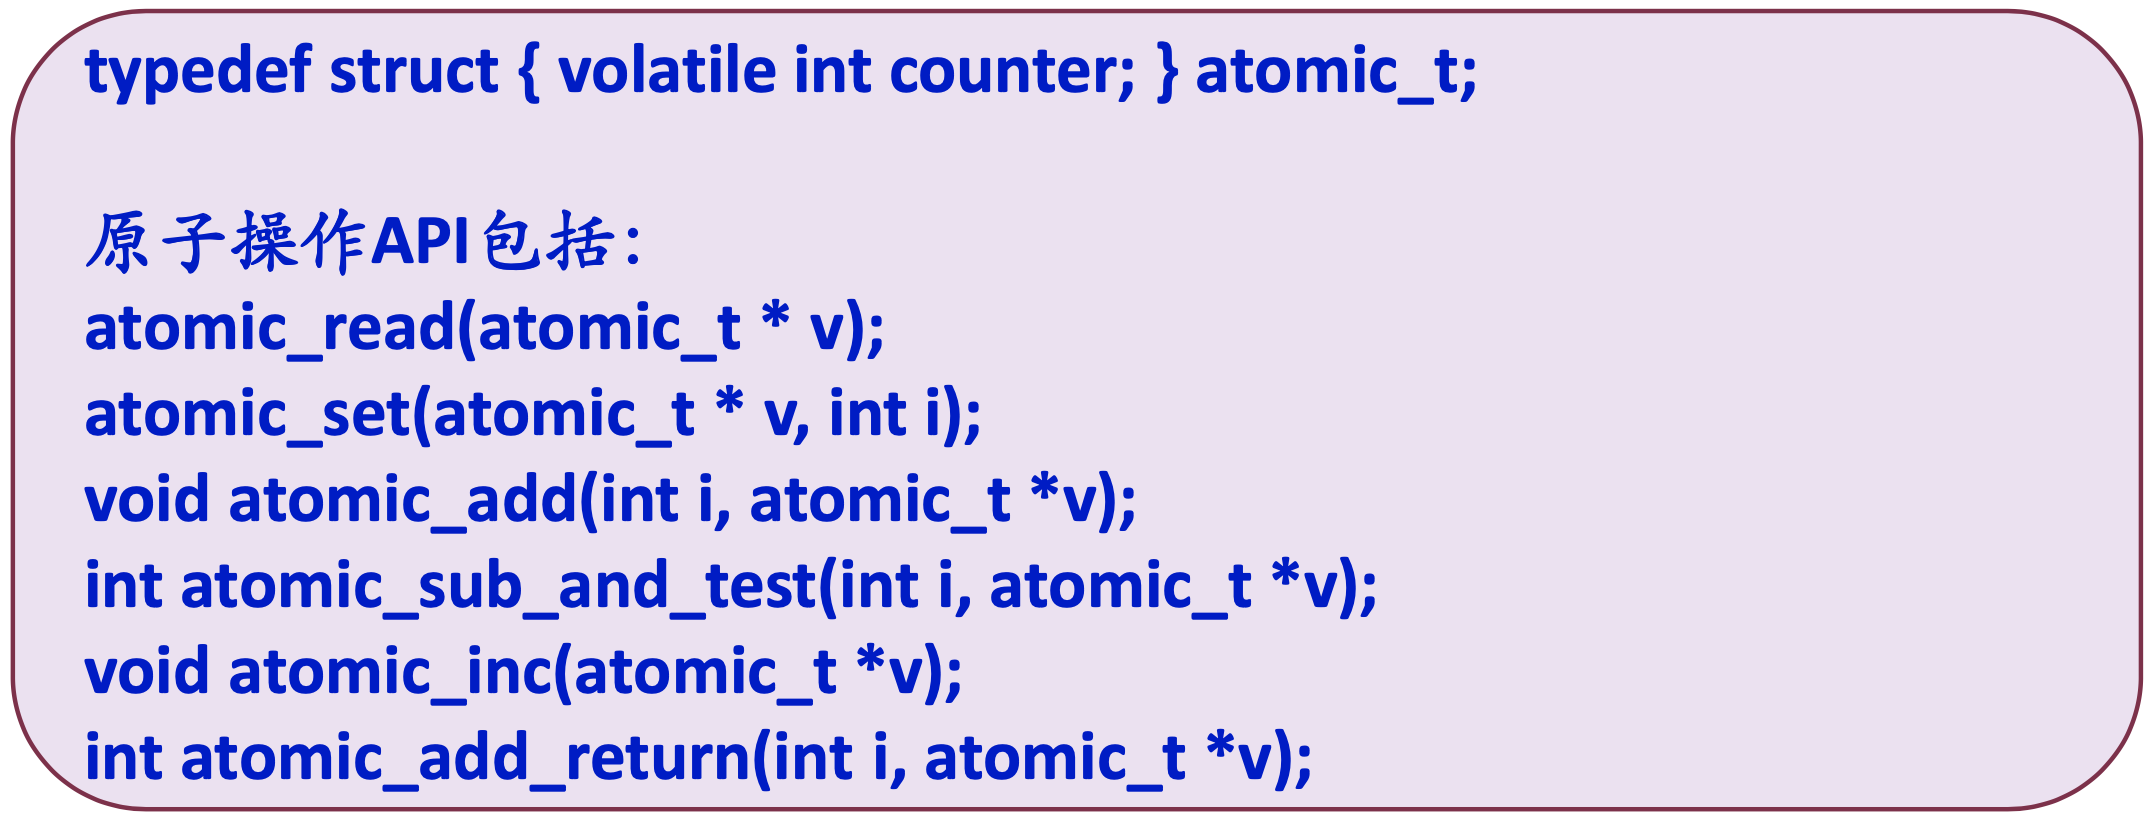 typedef struct { volatile int counter; } atomic_t;
原子操作API包括：
atomic_read(atomic_t * v);
atomic_set(atomic_t * v, int i);
void atomic_add(int i, atomic_t *v);
int atomic_sub_and_test(int i, atomic_t *v);
void atomic_inc(atomic_t *v);
int atomic_add_return(int i, atomic_t *v);